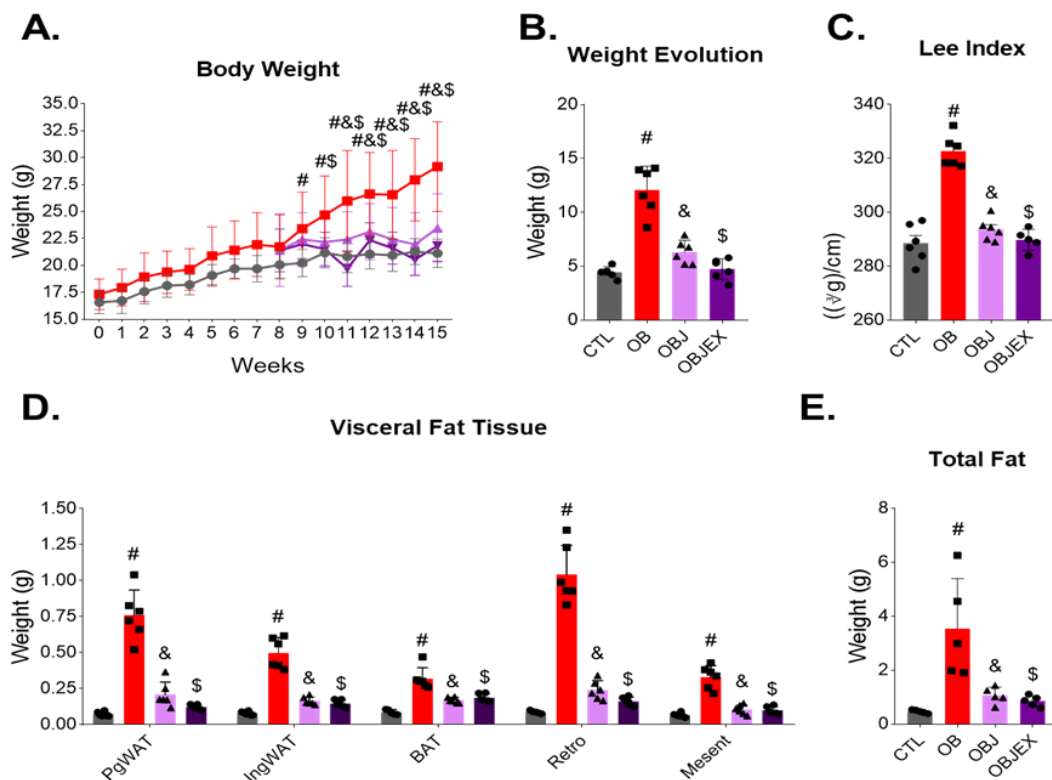 A.
Body Weight
Weight (g)
35.0
32.5
30.0
27.5
25.0
22.5
20.0
17.5
15.0
#
#$
#&$
#&$
#&$
#&$
#&$
0 1 2 3 4 5 6 7 8 9 10 11 12 13 14 15
Weeks
B.
Weight Evolution
Weight (g)
20
15
10
5
0
#
&
$
CTL OB OBJ OBJEX
C.
Lee Index
((∛g)/cm)
340
320
300
280
260
#
&
$
CTL OB OBJ OBJEX
D.
Visceral Fat Tissue
Weight (g)
1.50
1.25
1.00
0.75
0.50
0.25
0.00
# & $
# & $
# & $
# & $
# & $
PgWAT IngWAT BAT Retro Mesent
E.
Total Fat
Weight (g)
8
6
4
2
0
#
&
$
CTL OB OBJ OBJEX